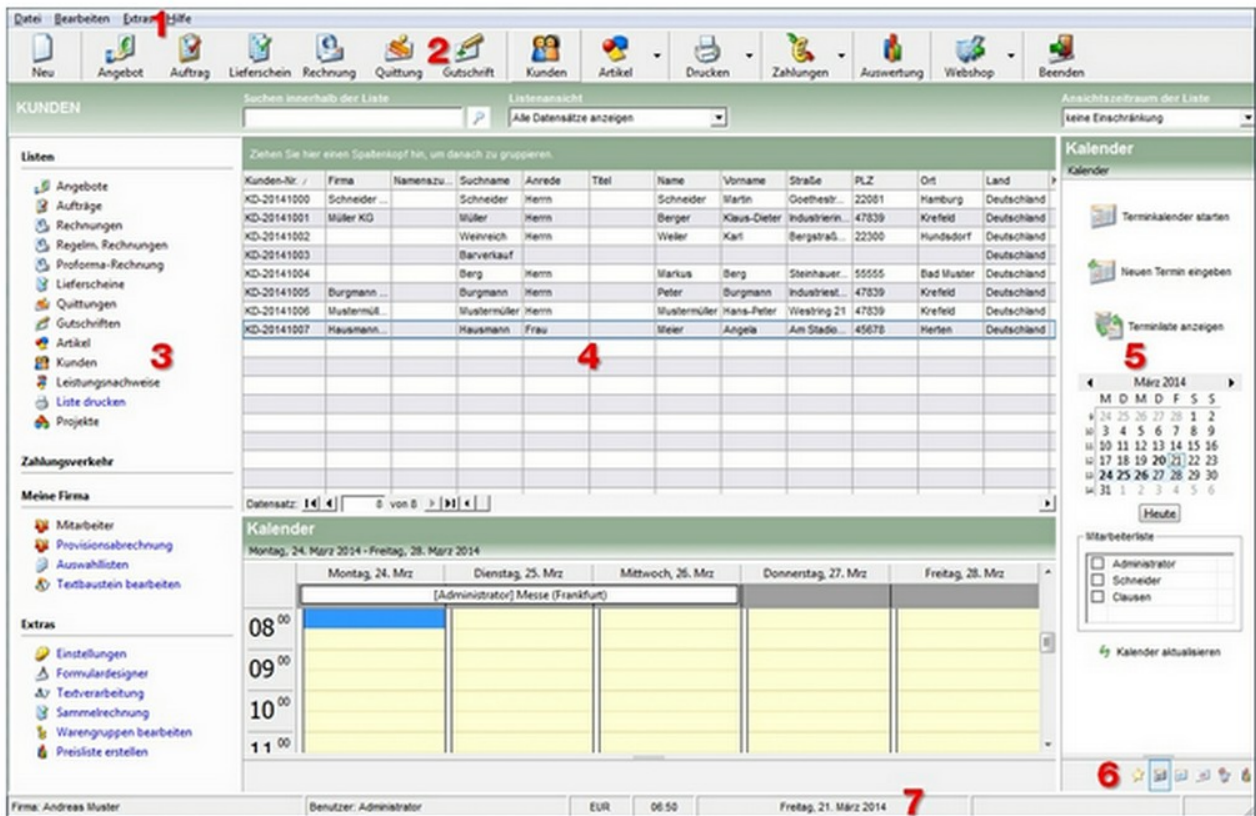 Datei Bearbeiten Extras Hilfe
1
Neu Angebot Auftrag Lieferschein Rechnung Quittung Gutschrift Kunden Artikel Drucken Zahlungen Auswertung Webshop Beenden
2
KUNDEN
Suchen innerhalb der Liste
Listenansicht
Alle Datensätze anzeigen
Ansichtszeitraum der Liste
keine Einschränkung
Listen
Angebote
Aufträge
Rechnungen
Regelm. Rechnungen
Proforma-Rechnung
Lieferscheine
Quittungen
Gutschriften
Artikel
Kunden
3
Leistungsnachweise
Liste drucken
Projekte
Zahlungsverkehr
Meine Firma
Mitarbeiter
Provisionsabrechnung
Auswahllisten
Textbaustein bearbeiten
Extras
Einstellungen
Formulardesigner
Textverarbeitung
Sammelrechnung
Warengruppen bearbeiten
Preisliste erstellen
Ziehen Sie hier einen Spaltenkopf hin, um danach zu gruppieren.
Kunden-Nr. / Firma Namenszu... Suchname Anrede Titel Name Vorname Straße PLZ Ort Land
KD-20141000 Schneider ... Schneider Herrn Schneider Martin Goethestr... 22081 Hamburg Deutschland
KD-20141001 Müller KG Müller Herrn Berger Klaus-Dieter Industrierin... 47839 Krefeld Deutschland
KD-20141002 Weinreich Herrn Weiler Karl Bergstraß... 22300 Hundsdorf Deutschland
KD-20141003 Barverkauf Deutschland
KD-20141004 Berg Herrn Markus Berg Steinhauer... 55555 Bad Muster Deutschland
KD-20141005 Burgmann ... Burgmann Herrn Peter Burgmann Industriest... 47839 Krefeld Deutschland
KD-20141006 Mustermüll... Mustermüller Herrn Mustermüller Hans-Peter Westring 21 47839 Krefeld Deutschland
KD-20141007 Hausmann... Hausmann Frau Meier Angela Am Stadio... 45678 Herten Deutschland
4
Datensatz: 8 von 8
Kalender
Montag, 24. März 2014 - Freitag, 28. März 2014
Montag, 24. Mrz Dienstag, 25. Mrz Mittwoch, 26. Mrz Donnerstag, 27. Mrz Freitag, 28. Mrz
[Administrator] Messe (Frankfurt)
08 00
09 00
10 00
11 00
Kalender
Kalender
Terminkalender starten
Neuen Termin eingeben
Terminliste anzeigen
5
März 2014
M D M D F S S
9 24 25 26 27 28 1 2
10 3 4 5 6 7 8 9
11 10 11 12 13 14 15 16
12 17 18 19 20 21 22 23
13 24 25 26 27 28 29 30
14 31 1 2 3 4 5 6
Heute
Mitarbeiterliste
Administrator
Schneider
Clausen
Kalender aktualisieren
6
Firma: Andreas Muster Benutzer: Administrator EUR 06:50 Freitag, 21. März 2014
7